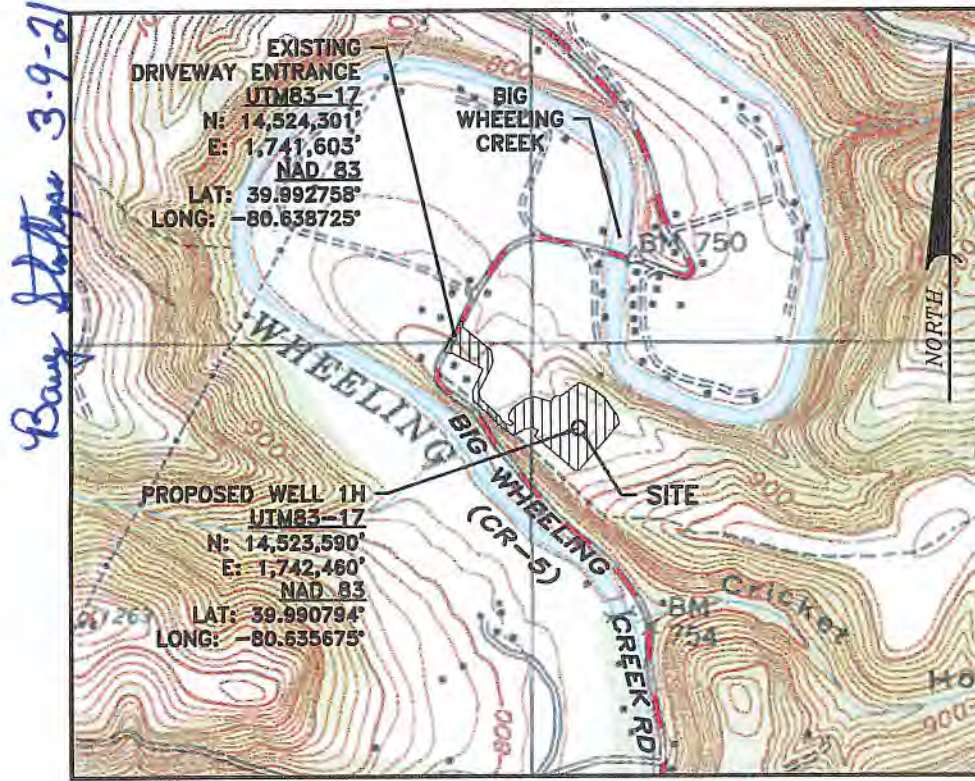 3-9-21
EXISTING
DRIVEWAY ENTRANCE
UTM83-17
N: 14,524,301'
E: 1,741,603'
NAD 83
LAT: 39.992758°
LONG: -80.638725°
900
BIG
WHEELING
CREEK
BM 750
NORTH
WHEELING
BIG WHEELING
CREEK RD
(CR-5)
SITE
900
900
PROPOSED WELL 1H
UTM83-17
N: 14,523,590'
E: 1,742,460'
NAD 83
LAT: 39.990794°
LONG: -80.635675°
1263
Cricket
BM
754
Ho
800
900